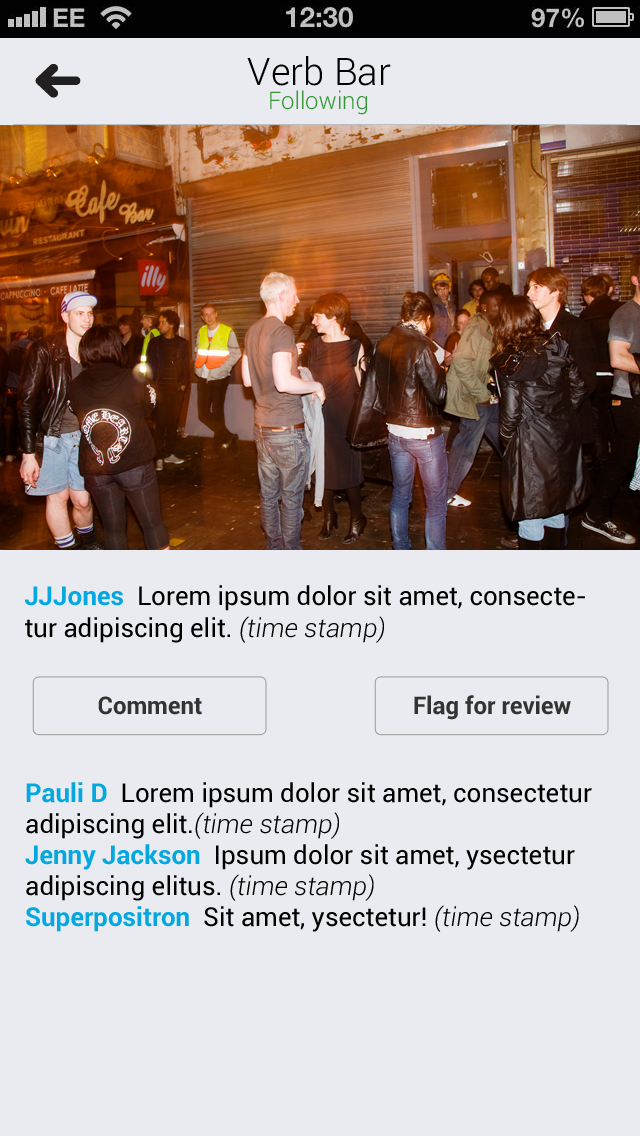 EE 12:30 97%
Verb Bar
Following
Cafe
Bar
RESTAURANT
illy
CAPPUCCINO - CAFE LATTE
JJJones Lorem ipsum dolor sit amet, consecte-
tur adipiscing elit. (time stamp)
Comment Flag for review
Pauli D Lorem ipsum dolor sit amet, consectetur
adipiscing elit.(time stamp)
Jenny Jackson Ipsum dolor sit amet, ysectetur
adipiscing elitus. (time stamp)
Superpositron Sit amet, ysectetur! (time stamp)